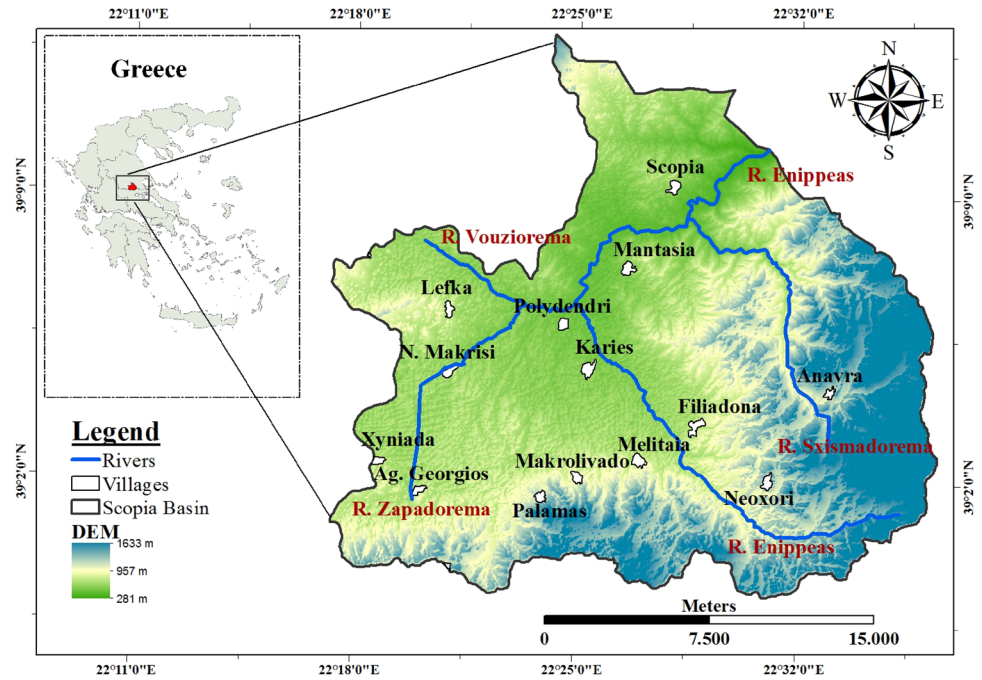 22°11'0"E 22°18'0"E 22°25'0"E 22°32'0"E
Greece
N
W E
S
39°9'0"N 39°9'0"N
Scopia
R. Enippeas
R. Vouziorema
Mantasia
Lefka
Polydendri
N. Makrisi
Karies
Anavra
Filiadona
Legend
Rivers
Villages
Scopia Basin
DEM
1633 m
957 m
281 m
Xyniada
Melitaia
R. Sxismadorema
Makrolivado
Ag. Georgios
39°2'0"N 39°2'0"N
Neoxori
R. Zapadorema
Palamas
R. Enippeas
Meters
0 7.500 15.000
22°11'0"E 22°18'0"E 22°25'0"E 22°32'0"E